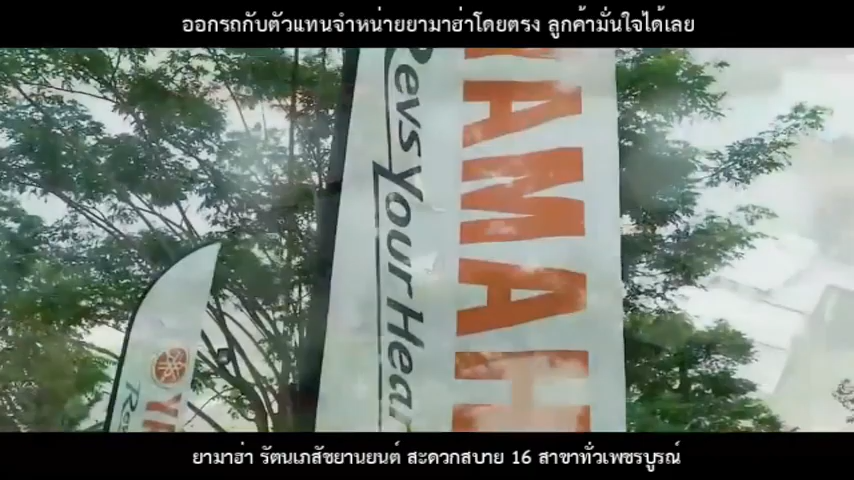 ออกรถกับตัวแทนจำหน่ายยามาฮ่าโดยตรง ลูกค้ามั่นใจได้เลย
Revs Your Hear
YAMAH
ยามาฮ่า รัตนเภสัชยานยนต์ สะดวกสบาย 16 สาขาทั่วเพชรบูรณ์